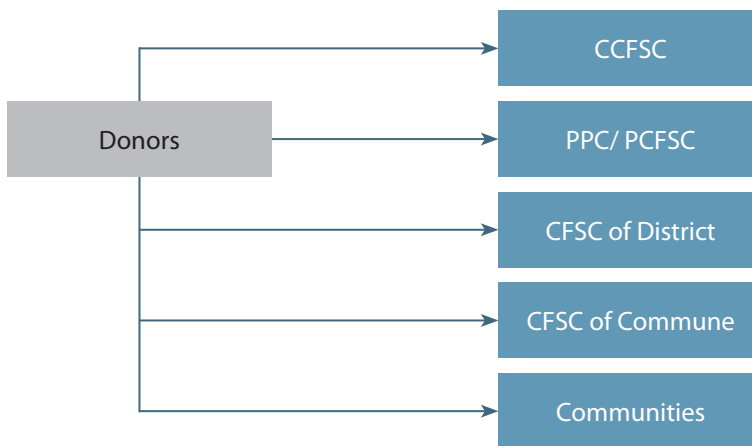 CCFSC
Donors
PPC/ PCFSC
CFSC of District
CFSC of Commune
Communities